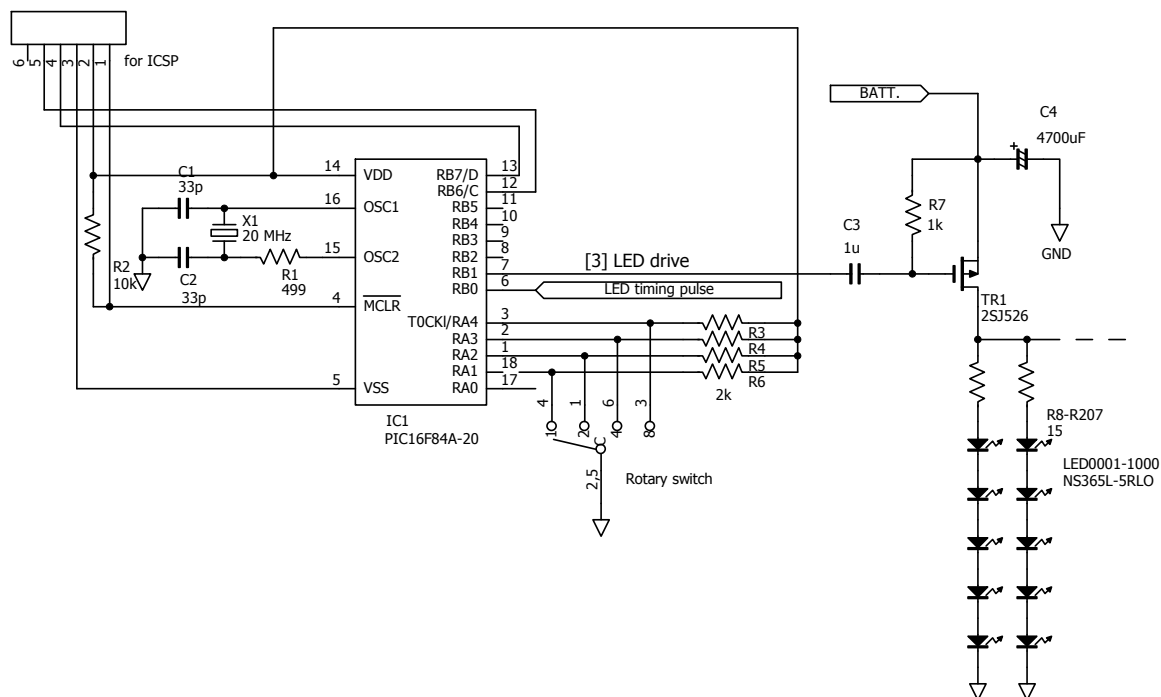 for ICSP
6 5 4 3 2 1
BATT.
C4
4700uF
+
GND
R7
1k
C3
1u
TR1
2SJ526
C1
33p
X1
20 MHz
C2
33p
R1
499
R2
10k
14 VDD
16 OSC1
15 OSC2
4 MCLR
5 VSS
RB7/D 13
RB6/C 12
RB5 11
RB4 10
RB3 9
RB2 8
RB1 7
RB0 6
T0CKI/RA4 3
RA3 2
RA2 1
RA1 18
RA0 17
IC1
PIC16F84A-20
[3] LED drive
LED timing pulse
R3
R4
R5
R6
2k
4 1 6 3
1 2 4 8
C
2,5
Rotary switch
R8-R207
15
LED0001-1000
NS365L-5RLO